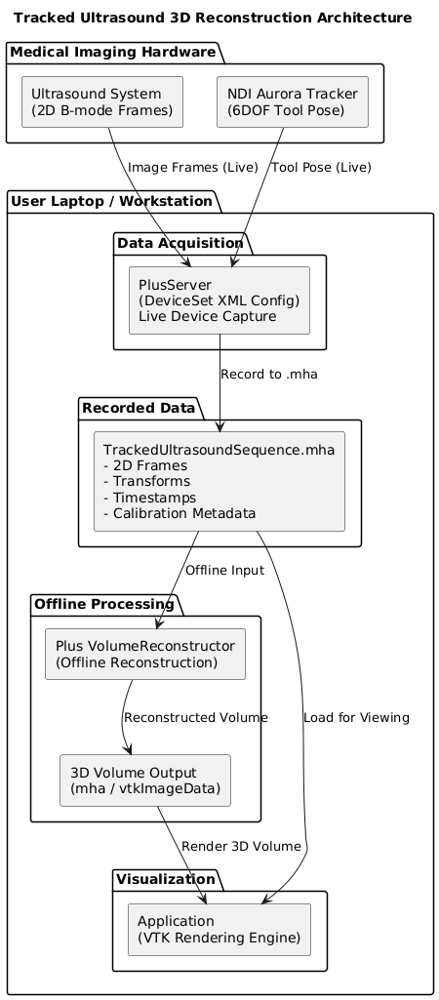 Tracked Ultrasound 3D Reconstruction Architecture
Medical Imaging Hardware
Ultrasound System
(2D B-mode Frames)
NDI Aurora Tracker
(6DOF Tool Pose)
Image Frames (Live)
Tool Pose (Live)
User Laptop / Workstation
Data Acquisition
PlusServer
(DeviceSet XML Config)
Live Device Capture
Record to .mha
Recorded Data
TrackedUltrasoundSequence.mha
- 2D Frames
- Transforms
- Timestamps
- Calibration Metadata
Offline Input
Offline Processing
Plus VolumeReconstructor
(Offline Reconstruction)
Reconstructed Volume
Load for Viewing
3D Volume Output
(mha / vtkImageData)
Render 3D Volume
Visualization
Application
(VTK Rendering Engine)